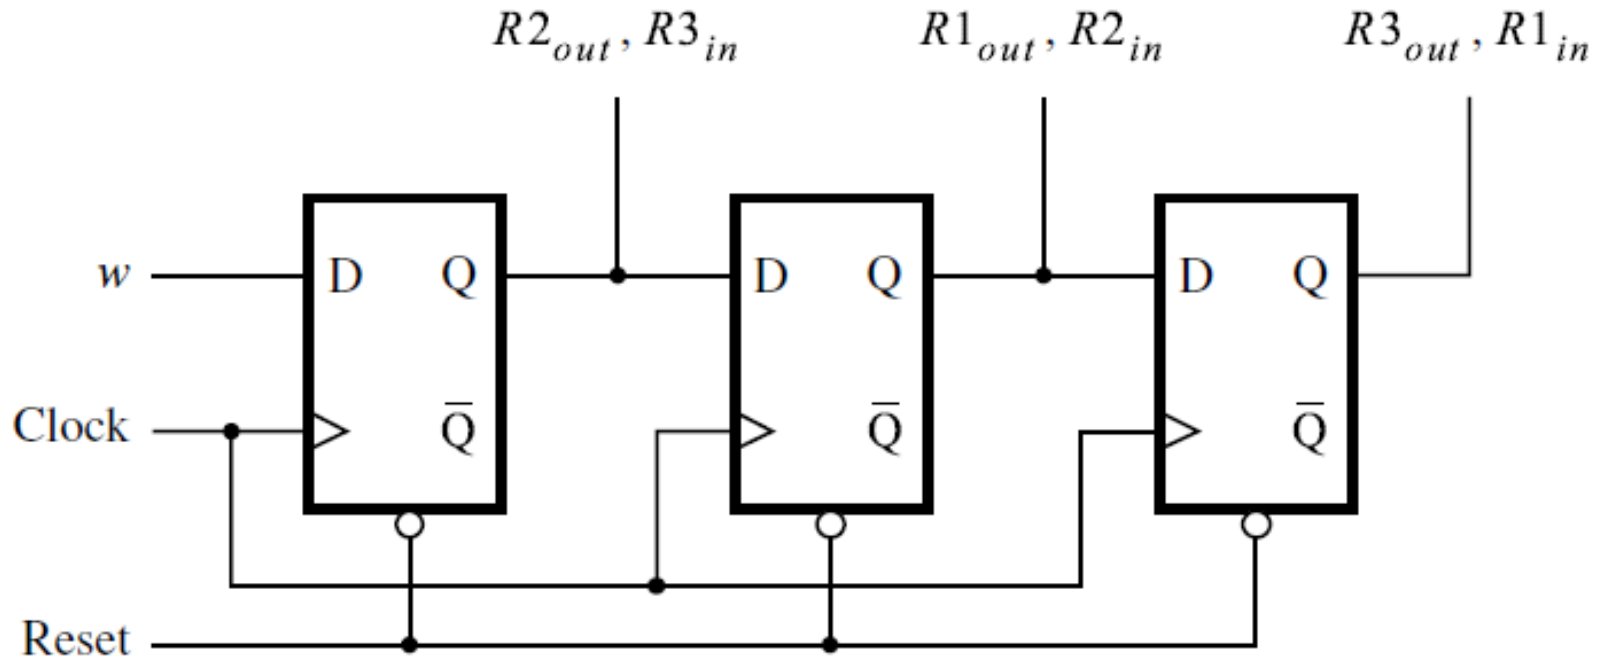 R2out, R3in R1out, R2in R3out, R1in
w D Q D Q D Q
Clock Q̅ Q̅ Q̅
Reset